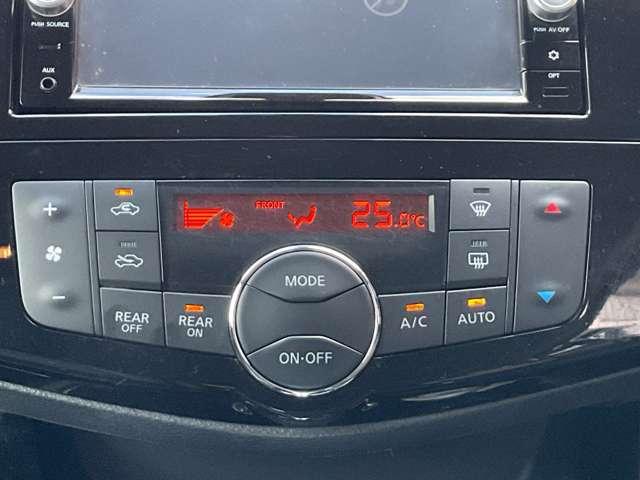 PUSH SOURCE
PUSH AV OFF
AUX
OPT
+
-
FRONT
25.0°C
REAR OFF
REAR ON
MODE
ON·OFF
A/C
AUTO